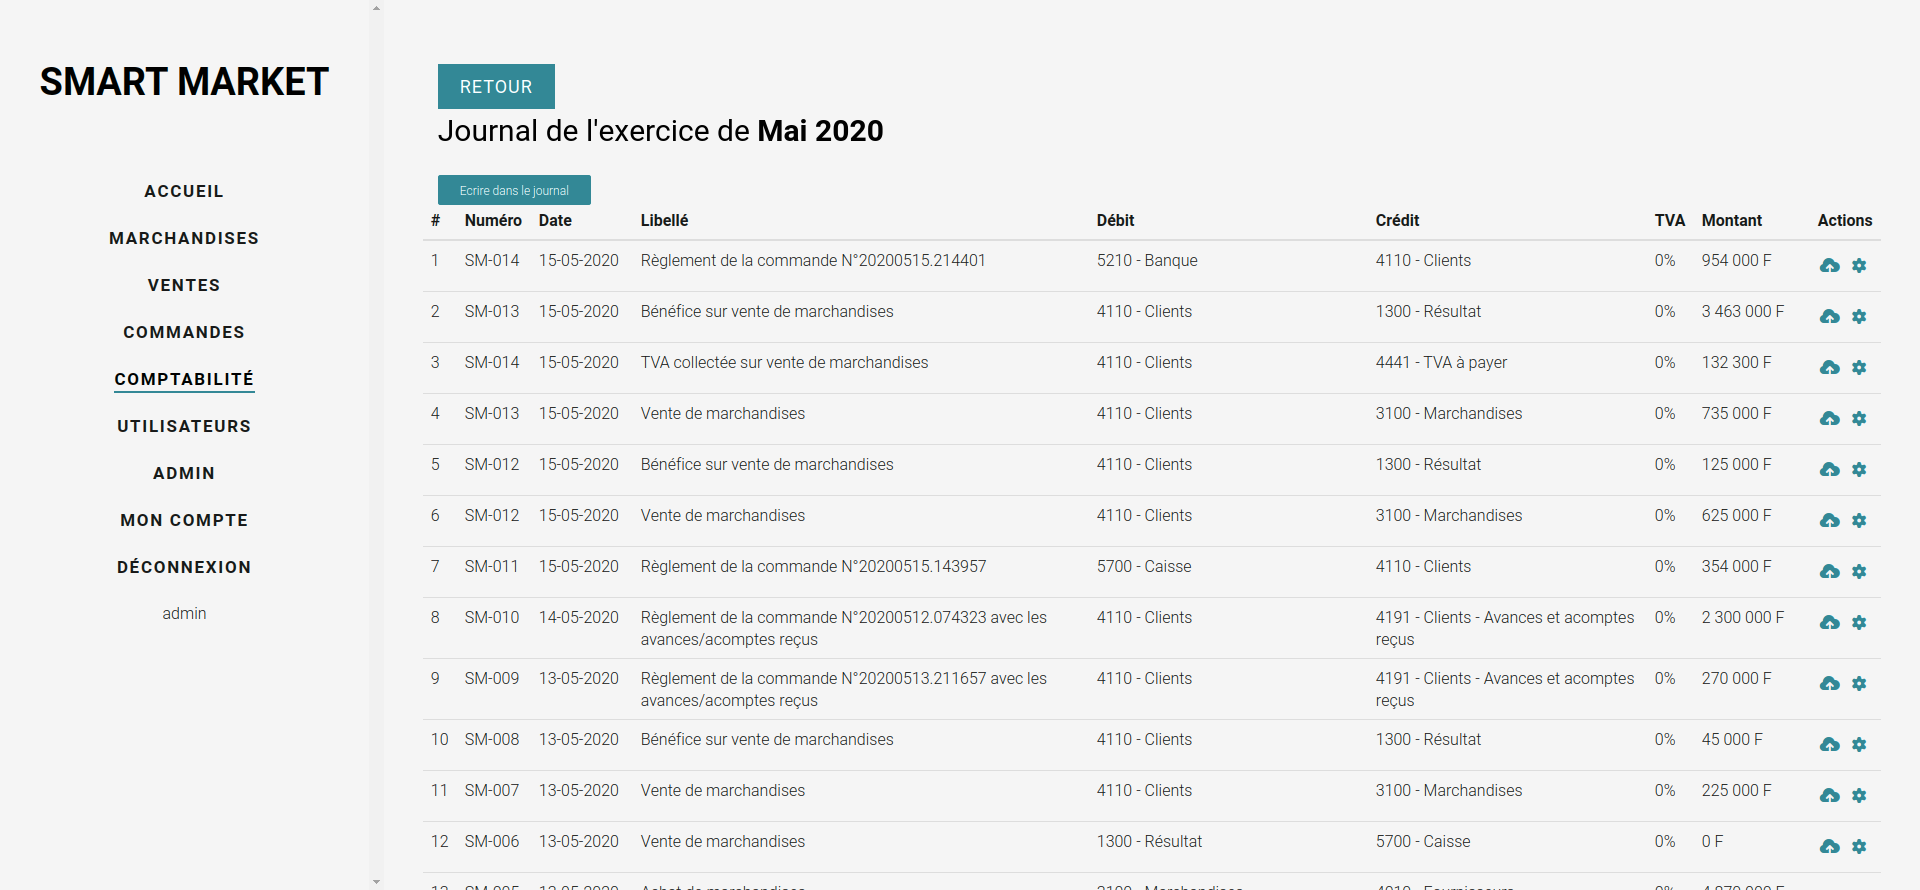 SMART MARKET
ACCUEIL
MARCHANDISES
VENTES
COMMANDES
COMPTABILITÉ
UTILISATEURS
ADMIN
MON COMPTE
DÉCONNEXION
admin
RETOUR
Journal de l'exercice de Mai 2020
Ecrire dans le journal
# Numéro Date Libellé Débit Crédit TVA Montant Actions
1 SM-014 15-05-2020 Règlement de la commande N°20200515.214401 5210 - Banque 4110 - Clients 0% 954 000 F
2 SM-013 15-05-2020 Bénéfice sur vente de marchandises 4110 - Clients 1300 - Résultat 0% 3 463 000 F
3 SM-014 15-05-2020 TVA collectée sur vente de marchandises 4110 - Clients 4441 - TVA à payer 0% 132 300 F
4 SM-013 15-05-2020 Vente de marchandises 4110 - Clients 3100 - Marchandises 0% 735 000 F
5 SM-012 15-05-2020 Bénéfice sur vente de marchandises 4110 - Clients 1300 - Résultat 0% 125 000 F
6 SM-012 15-05-2020 Vente de marchandises 4110 - Clients 3100 - Marchandises 0% 625 000 F
7 SM-011 15-05-2020 Règlement de la commande N°20200515.143957 5700 - Caisse 4110 - Clients 0% 354 000 F
8 SM-010 14-05-2020 Règlement de la commande N°20200512.074323 avec les 4110 - Clients 4191 - Clients - Avances et acomptes 0% 2 300 000 F
avances/acomptes reçus reçus
9 SM-009 13-05-2020 Règlement de la commande N°20200513.211657 avec les 4110 - Clients 4191 - Clients - Avances et acomptes 0% 270 000 F
avances/acomptes reçus reçus
10 SM-008 13-05-2020 Bénéfice sur vente de marchandises 4110 - Clients 1300 - Résultat 0% 45 000 F
11 SM-007 13-05-2020 Vente de marchandises 4110 - Clients 3100 - Marchandises 0% 225 000 F
12 SM-006 13-05-2020 Vente de marchandises 1300 - Résultat 5700 - Caisse 0% 0 F